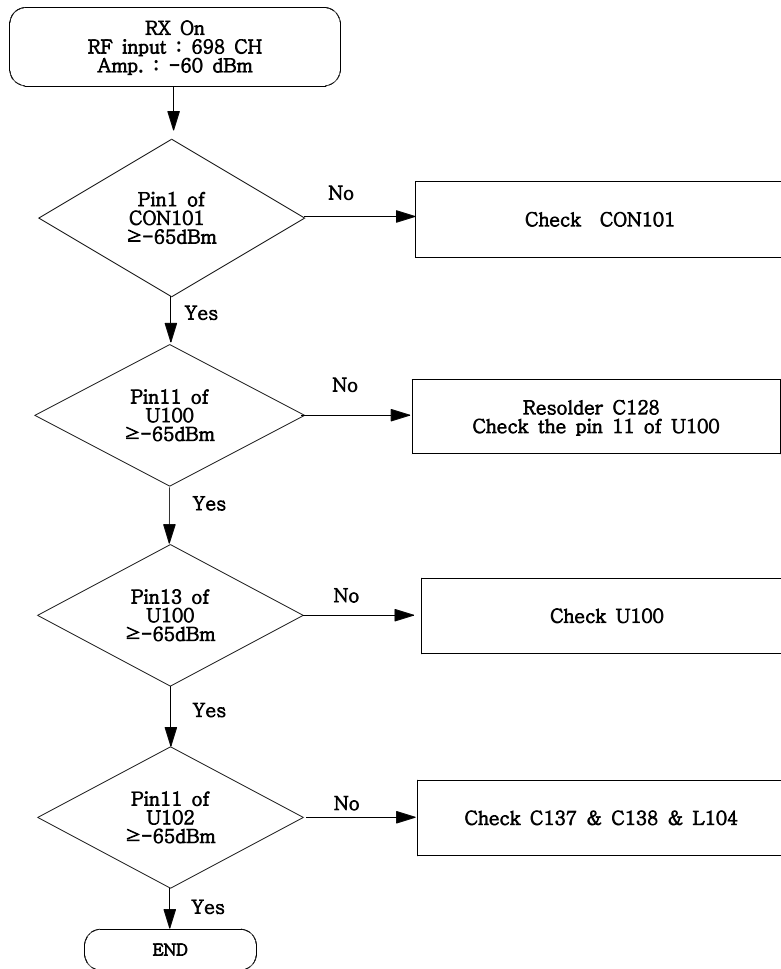 RX On
RF input : 698 CH
Amp. : -60 dBm
Pin1 of
CON101
≥-65dBm
No
Check CON101
Yes
Pin11 of
U100
≥-65dBm
No
Resolder C128
Check the pin 11 of U100
Yes
Pin13 of
U100
≥-65dBm
No
Check U100
Yes
Pin11 of
U102
≥-65dBm
No
Check C137 & C138 & L104
Yes
END